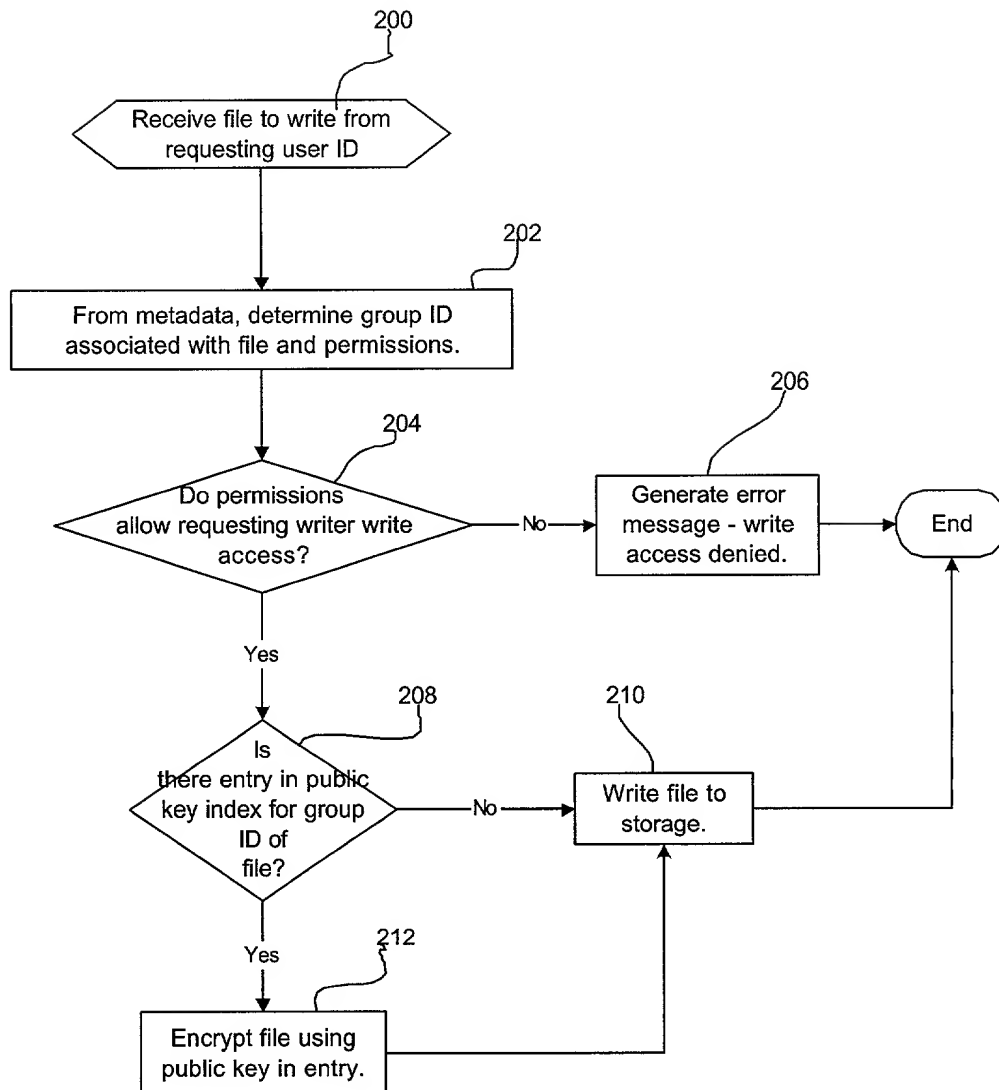 200
Receive file to write from
requesting user ID
202
From metadata, determine group ID
associated with file and permissions.
204
Do permissions
allow requesting writer write
access?
No
206
Generate error
message - write
access denied.
End
Yes
208
Is
there entry in public
key index for group
ID of
file?
No
210
Write file to
storage.
Yes
212
Encrypt file using
public key in entry.